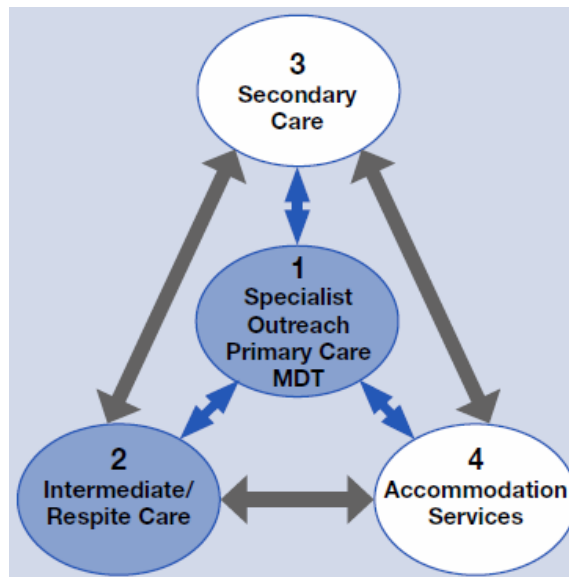 3
Secondary
Care
1
Specialist
Outreach
Primary Care
MDT
2
Intermediate/
Respite Care
4
Accommodation
Services